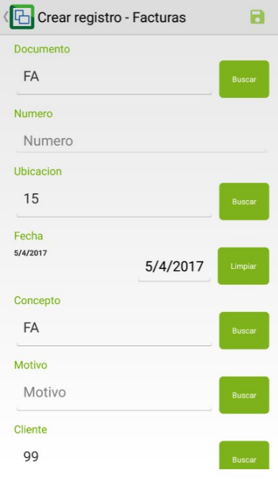 Crear registro - Facturas
Documento
FA
Buscar
Numero
Numero
Ubicacion
15
Buscar
Fecha
5/4/2017
5/4/2017
Limpiar
Concepto
FA
Buscar
Motivo
Motivo
Buscar
Cliente
99
Buscar